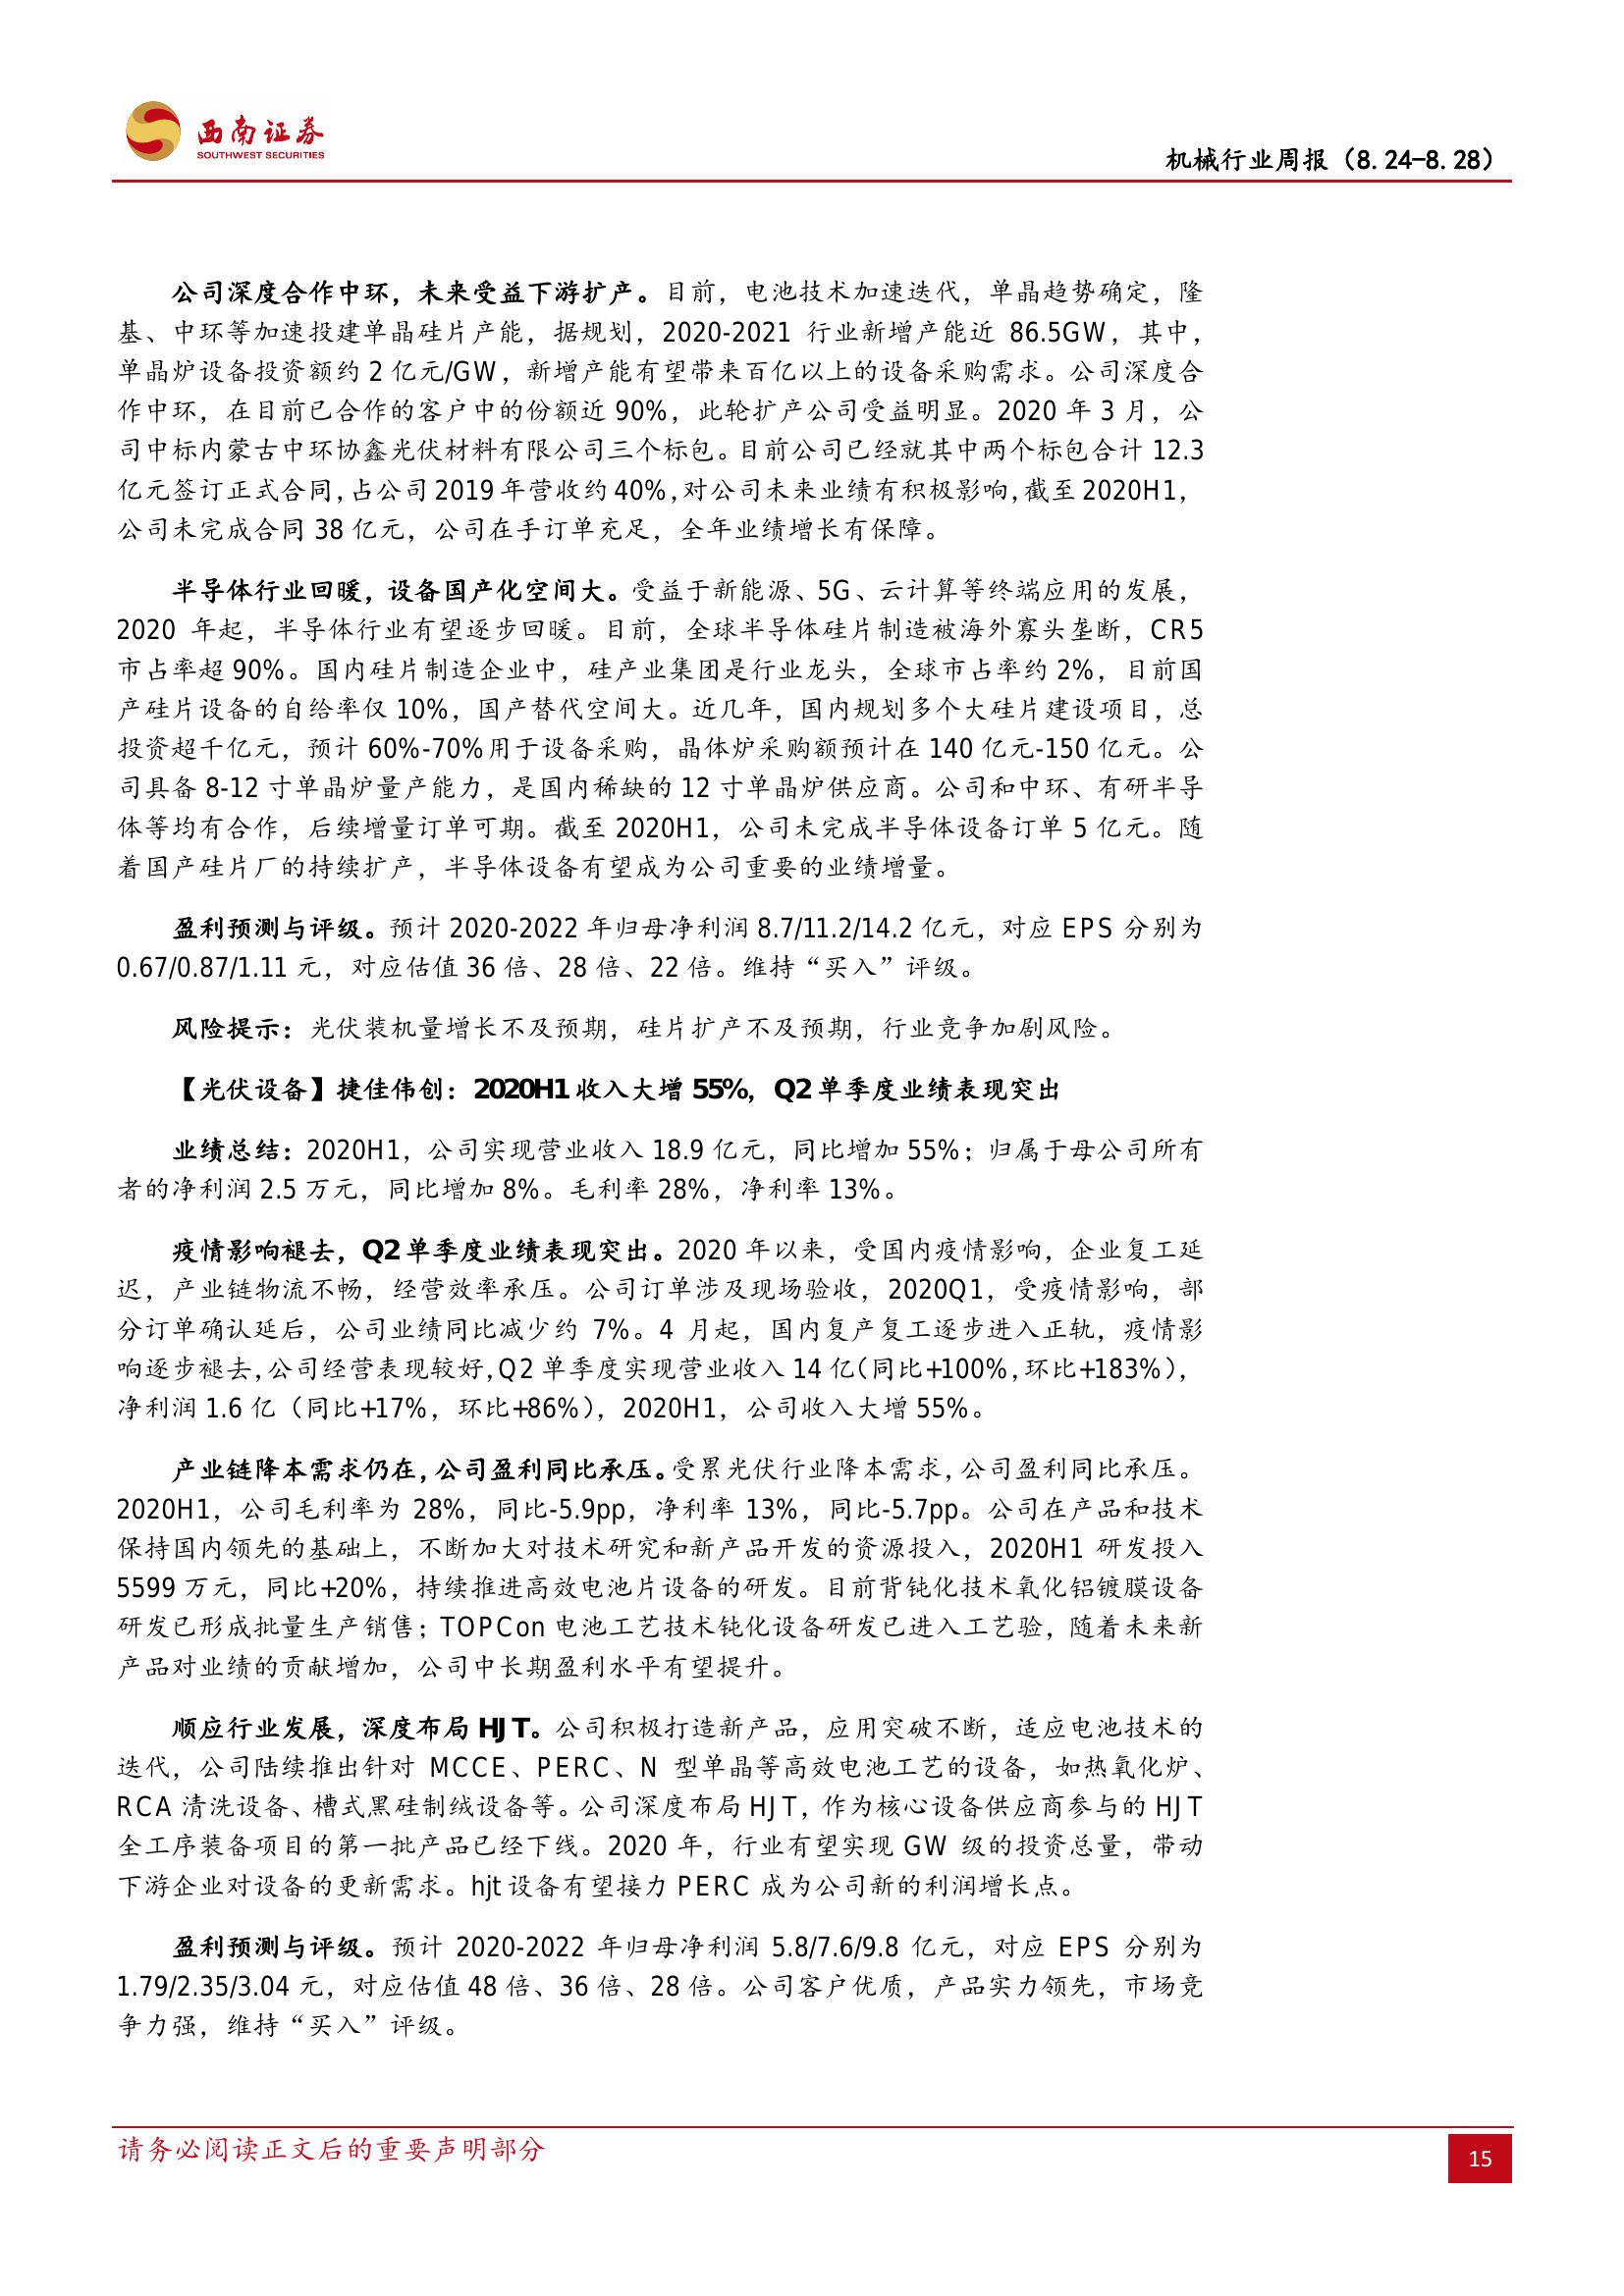 西南证券
SOUTHWEST SECURITIES
机械行业周报（8.24-8.28）
公司深度合作中环，未来受益下游扩产。目前，电池技术加速迭代，单晶趋势确定，隆
基、中环等加速投建单晶硅片产能，据规划，2020-2021 行业新增产能近 86.5GW，其中，
单晶炉设备投资额约 2 亿元/GW，新增产能有望带来百亿以上的设备采购需求。公司深度合
作中环，在目前已合作的客户中的份额近 90%，此轮扩产公司受益明显。2020 年 3 月，公
司中标内蒙古中环协鑫光伏材料有限公司三个标包。目前公司已经就其中两个标包合计 12.3
亿元签订正式合同，占公司 2019 年营收约 40%，对公司未来业绩有积极影响，截至 2020H1，
公司未完成合同 38 亿元，公司在手订单充足，全年业绩增长有保障。
半导体行业回暖，设备国产化空间大。受益于新能源、5G、云计算等终端应用的发展，
2020 年起，半导体行业有望逐步回暖。目前，全球半导体硅片制造被海外寡头垄断，CR5
市占率超 90%。国内硅片制造企业中，硅产业集团是行业龙头，全球市占率约 2%，目前国
产硅片设备的自给率仅 10%，国产替代空间大。近几年，国内规划多个大硅片建设项目，总
投资超千亿元，预计 60%-70%用于设备采购，晶体炉采购额预计在 140 亿元-150 亿元。公
司具备 8-12 寸单晶炉量产能力，是国内稀缺的 12 寸单晶炉供应商。公司和中环、有研半导
体等均有合作，后续增量订单可期。截至 2020H1，公司未完成半导体设备订单 5 亿元。随
着国产硅片厂的持续扩产，半导体设备有望成为公司重要的业绩增量。
盈利预测与评级。预计 2020-2022 年归母净利润 8.7/11.2/14.2 亿元，对应 EPS 分别为
0.67/0.87/1.11 元，对应估值 36 倍、28 倍、22 倍。维持“买入”评级。
风险提示：光伏装机量增长不及预期，硅片扩产不及预期，行业竞争加剧风险。
【光伏设备】捷佳伟创：2020H1 收入大增 55%，Q2 单季度业绩表现突出
业绩总结：2020H1，公司实现营业收入 18.9 亿元，同比增加 55%；归属于母公司所有
者的净利润 2.5 万元，同比增加 8%。毛利率 28%，净利率 13%。
疫情影响褪去，Q2 单季度业绩表现突出。2020 年以来，受国内疫情影响，企业复工延
迟，产业链物流不畅，经营效率承压。公司订单涉及现场验收，2020Q1，受疫情影响，部
分订单确认延后，公司业绩同比减少约 7%。4 月起，国内复产复工逐步进入正轨，疫情影
响逐步褪去，公司经营表现较好，Q2 单季度实现营业收入 14 亿（同比+100%，环比+183%），
净利润 1.6 亿（同比+17%，环比+86%），2020H1，公司收入大增 55%。
产业链降本需求仍在，公司盈利同比承压。受累光伏行业降本需求，公司盈利同比承压。
2020H1，公司毛利率为 28%，同比-5.9pp，净利率 13%，同比-5.7pp。公司在产品和技术
保持国内领先的基础上，不断加大对技术研究和新产品开发的资源投入，2020H1 研发投入
5599 万元，同比+20%，持续推进高效电池片设备的研发。目前背钝化技术氧化铝镀膜设备
研发已形成批量生产销售；TOPCon 电池工艺技术钝化设备研发已进入工艺验，随着未来新
产品对业绩的贡献增加，公司中长期盈利水平有望提升。
顺应行业发展，深度布局 HJT。公司积极打造新产品，应用突破不断，适应电池技术的
迭代，公司陆续推出针对 MCCE、PERC、N 型单晶等高效电池工艺的设备，如热氧化炉、
RCA 清洗设备、槽式黑硅制绒设备等。公司深度布局 HJT，作为核心设备供应商参与的 HJT
全工序装备项目的第一批产品已经下线。2020 年，行业有望实现 GW 级的投资总量，带动
下游企业对设备的更新需求。hjt 设备有望接力 PERC 成为公司新的利润增长点。
盈利预测与评级。预计 2020-2022 年归母净利润 5.8/7.6/9.8 亿元，对应 EPS 分别为
1.79/2.35/3.04 元，对应估值 48 倍、36 倍、28 倍。公司客户优质，产品实力领先，市场竞
争力强，维持“买入”评级。
请务必阅读正文后的重要声明部分
15